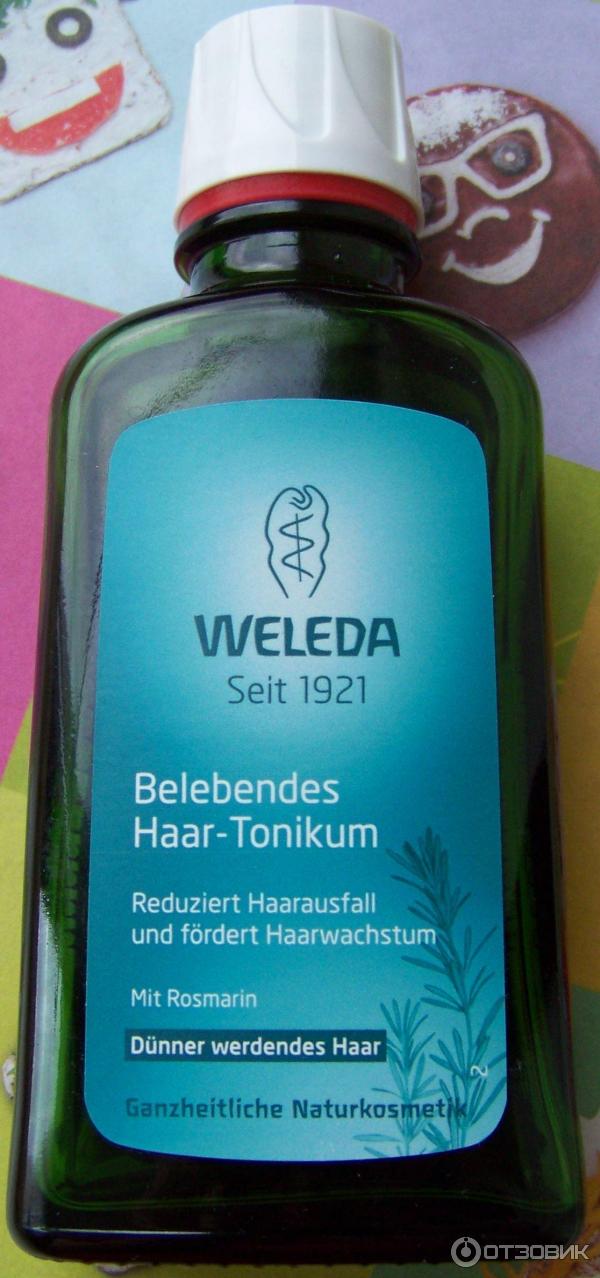 WELEDA
Seit 1921
Belebendes
Haar-Tonikum
Reduziert Haarausfall
und fördert Haarwachstum
Mit Rosmarin
Dünner werdendes Haar
Ganzheitliche Naturkosmetik
2
ОТЗОВИК